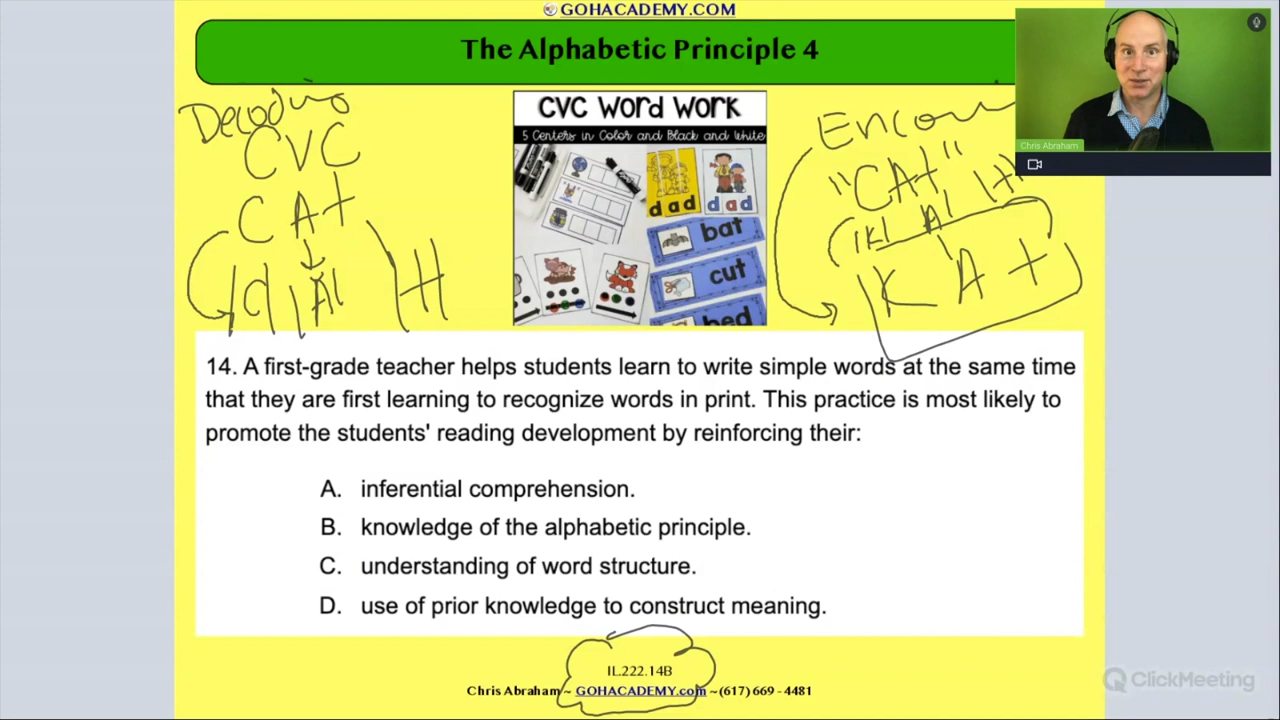 GOHACADEMY.COM
The Alphabetic Principle 4
Chris Abraham
Decoding
CVC
CAt
CVC Word Work
5 Centers in Color and Black and White
dad
dad
bat
cut
bed
"CAt"
|K| |A| |t|
K A t
14. A first-grade teacher helps students learn to write simple words at the same time
that they are first learning to recognize words in print. This practice is most likely to
promote the students' reading development by reinforcing their:
A. inferential comprehension.
B. knowledge of the alphabetic principle.
C. understanding of word structure.
D. use of prior knowledge to construct meaning.
IL.222.14B
Chris Abraham ~ GOHACADEMY.com ~(617) 669 - 4481
ClickMeeting